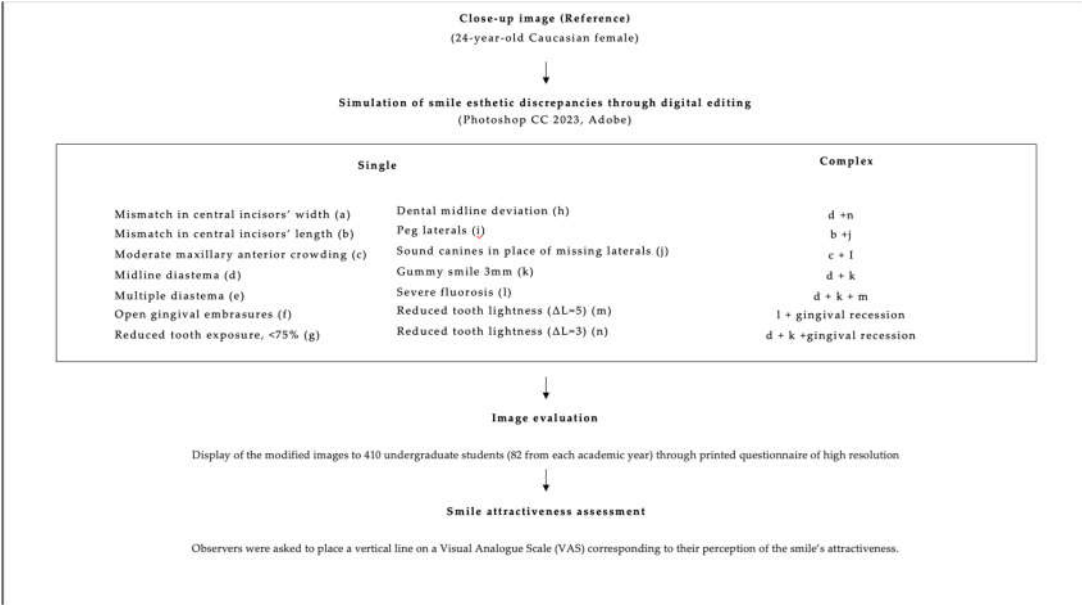 Close-up image (Reference)
(24-year-old Caucasian female)
Simulation of smile esthetic discrepancies through digital editing
(Photoshop CC 2023, Adobe)
Single
Mismatch in central incisors' width (a)
Mismatch in central incisors' length (b)
Moderate maxillary anterior crowding (c)
Midline diastema (d)
Multiple diastema (e)
Open gingival embrasures (f)
Reduced tooth exposure, <75% (g)
Dental midline deviation (h)
Peg laterals (i)
Sound canines in place of missing laterals (j)
Gummy smile 3mm (k)
Severe fluorosis (l)
Reduced tooth lightness (ΔL=5) (m)
Reduced tooth lightness (ΔL=3) (n)
Complex
d +n
b +j
c + I
d + k
d + k + m
l + gingival recession
d + k +gingival recession
Image evaluation
Display of the modified images to 410 undergraduate students (82 from each academic year) through printed questionnaire of high resolution
Smile attractiveness assessment
Observers were asked to place a vertical line on a Visual Analogue Scale (VAS) corresponding to their perception of the smile's attractiveness.